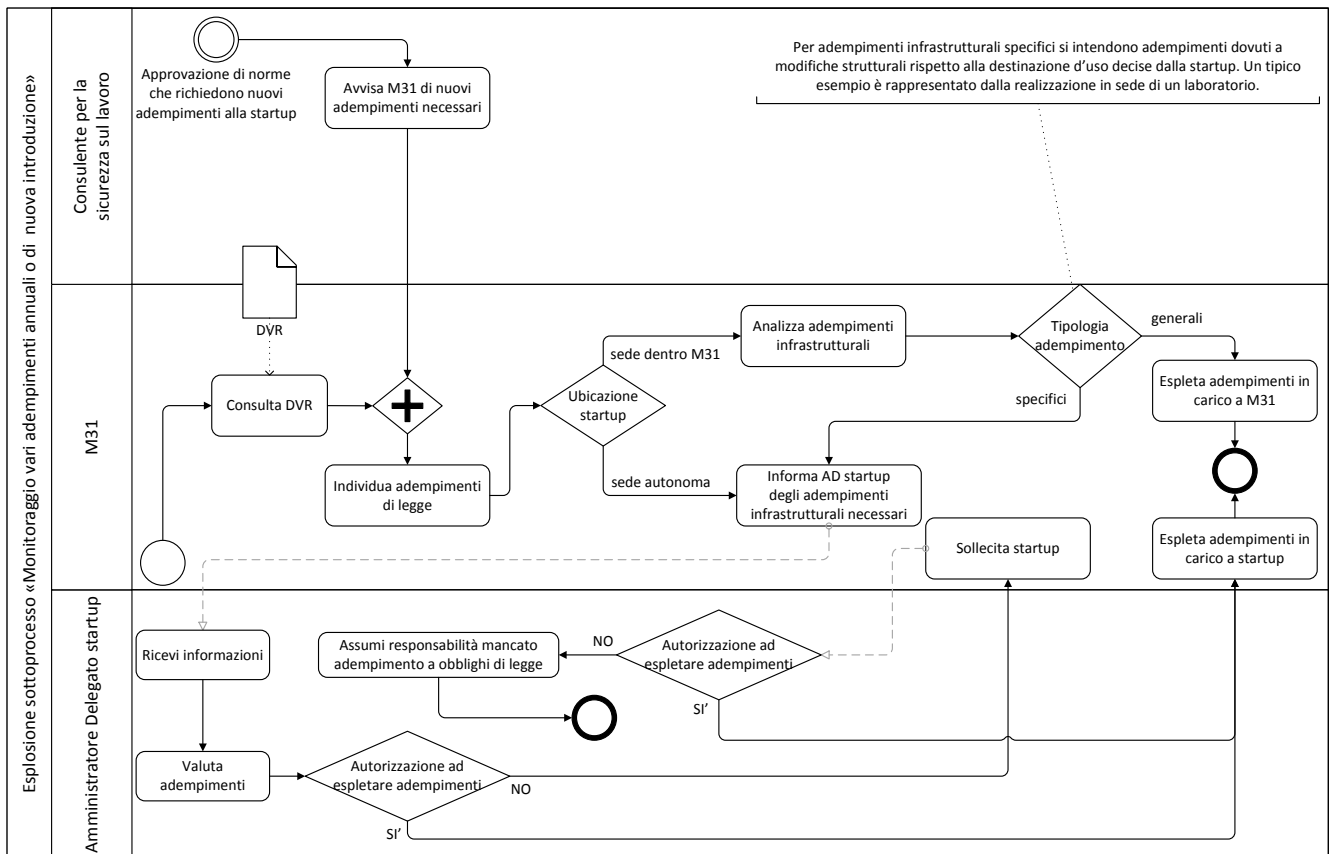 Esplosione sottoprocesso «Monitoraggio vari adempimenti annuali o di nuova introduzione»
Consulente per la
sicurezza sul lavoro
Approvazione di norme
che richiedono nuovi
adempimenti alla startup
Avvisa M31 di nuovi
adempimenti necessari
Per adempimenti infrastrutturali specifici si intendono adempimenti dovuti a
modifiche strutturali rispetto alla destinazione d'uso decise dalla startup. Un tipico
esempio è rappresentato dalla realizzazione in sede di un laboratorio.
M31
DVR
Consulta DVR
Individua adempimenti
di legge
Ubicazione
startup
sede dentro M31
sede autonoma
Analizza adempimenti
infrastrutturali
Tipologia
adempimento
generali
specifici
Espleta adempimenti in
carico a M31
Informa AD startup
degli adempimenti
infrastrutturali necessari
Sollecita startup
Espleta adempimenti in
carico a startup
Amministratore Delegato startup
Ricevi informazioni
Assumi responsabilità mancato
adempimento a obblighi di legge
NO
Autorizzazione ad
espletare adempimenti
SI'
Valuta
adempimenti
Autorizzazione ad
espletare adempimenti
NO
SI'